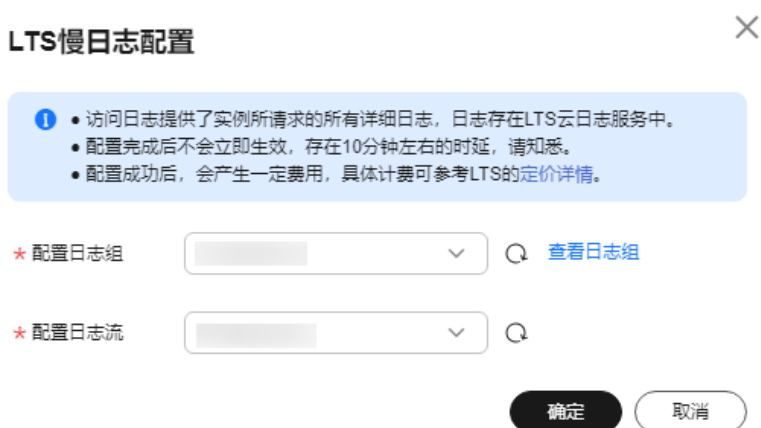 LTS慢日志配置
● 访问日志提供了实例所请求的所有详细日志，日志存在LTS云日志服务中。
● 配置完成后不会立即生效，存在10分钟左右的时延，请知悉。
● 配置成功后，会产生一定费用，具体计费可参考LTS的定价详情。
* 配置日志组
查看日志组
* 配置日志流
确定
取消